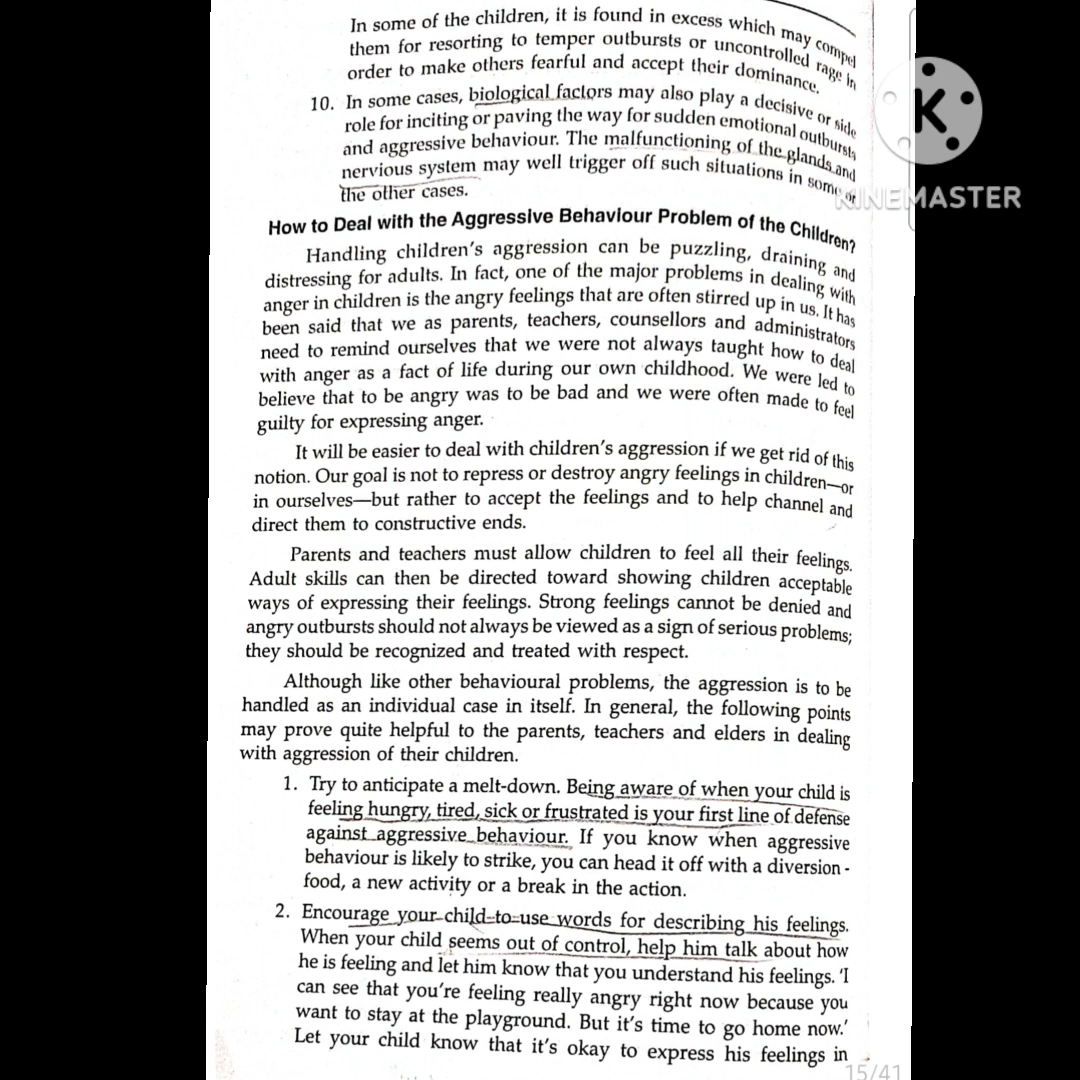 In some of the children, it is found in excess which may compel
them for resorting to temper outbursts or uncontrolled rage in
order to make others fearful and accept their dominance.
10. In some cases, biological factors may also play a decisive or side
role for inciting or paving the way for sudden emotional outbursts
and aggressive behaviour. The malfunctioning of the glands and
nervious system may well trigger off such situations in some or
the other cases.
K
KINEMASTER
How to Deal with the Aggressive Behaviour Problem of the Children?
Handling children's aggression can be puzzling, draining and
distressing for adults. In fact, one of the major problems in dealing with
anger in children is the angry feelings that are often stirred up in us. It has
been said that we as parents, teachers, counsellors and administrators
need to remind ourselves that we were not always taught how to deal
with anger as a fact of life during our own childhood. We were led to
believe that to be angry was to be bad and we were often made to feel
guilty for expressing anger.
It will be easier to deal with children's aggression if we get rid of this
notion. Our goal is not to repress or destroy angry feelings in children—or
in ourselves—but rather to accept the feelings and to help channel and
direct them to constructive ends.
Parents and teachers must allow children to feel all their feelings.
Adult skills can then be directed toward showing children acceptable
ways of expressing their feelings. Strong feelings cannot be denied and
angry outbursts should not always be viewed as a sign of serious problems;
they should be recognized and treated with respect.
Although like other behavioural problems, the aggression is to be
handled as an individual case in itself. In general, the following points
may prove quite helpful to the parents, teachers and elders in dealing
with aggression of their children.
1. Try to anticipate a melt-down. Being aware of when your child is
feeling hungry, tired, sick or frustrated is your first line of defense
against aggressive behaviour. If you know when aggressive
behaviour is likely to strike, you can head it off with a diversion -
food, a new activity or a break in the action.
2. Encourage your child to use words for describing his feelings.
When your child seems out of control, help him talk about how
he is feeling and let him know that you understand his feelings. 'I
can see that you're feeling really angry right now because you
want to stay at the playground. But it's time to go home now.'
Let your child know that it's okay to express his feelings in
15/41